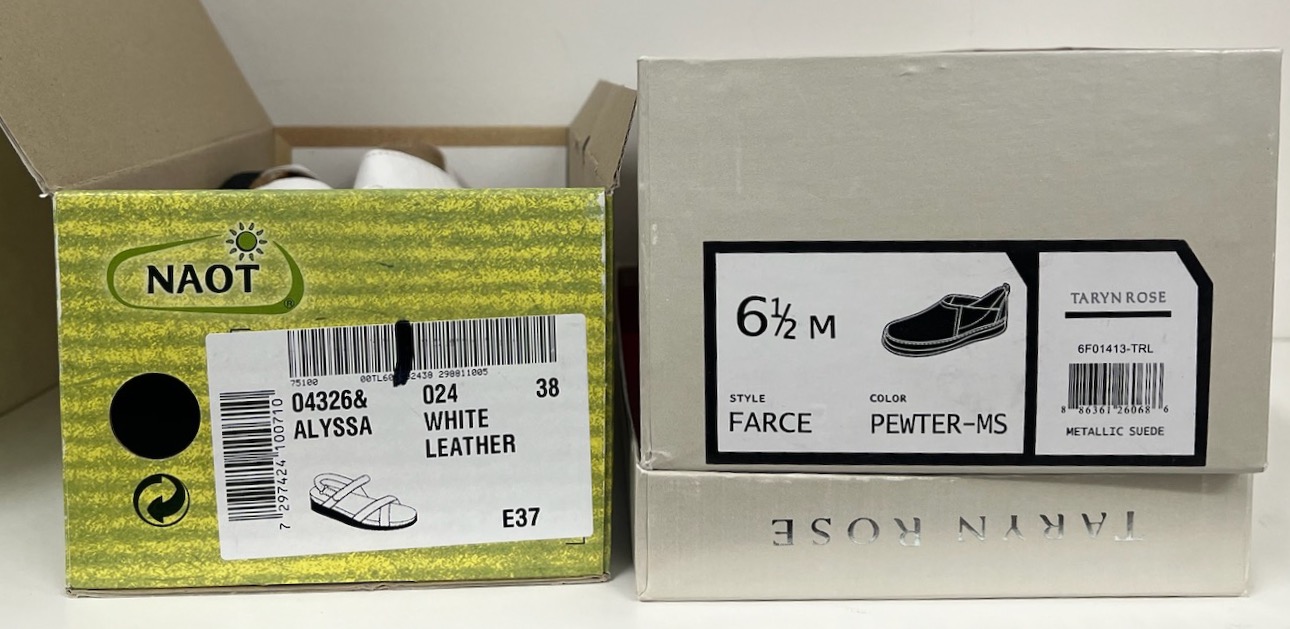 NAOT
®
75100
04326&
ALYSSA
024
WHITE
LEATHER
38
E37
7 297424 100710
6½ M
STYLE
FARCE
COLOR
PEWTER-MS
TARYN ROSE
6F01413-TRL
8 86361 26068 6
METALLIC SUEDE
TARYN ROSE